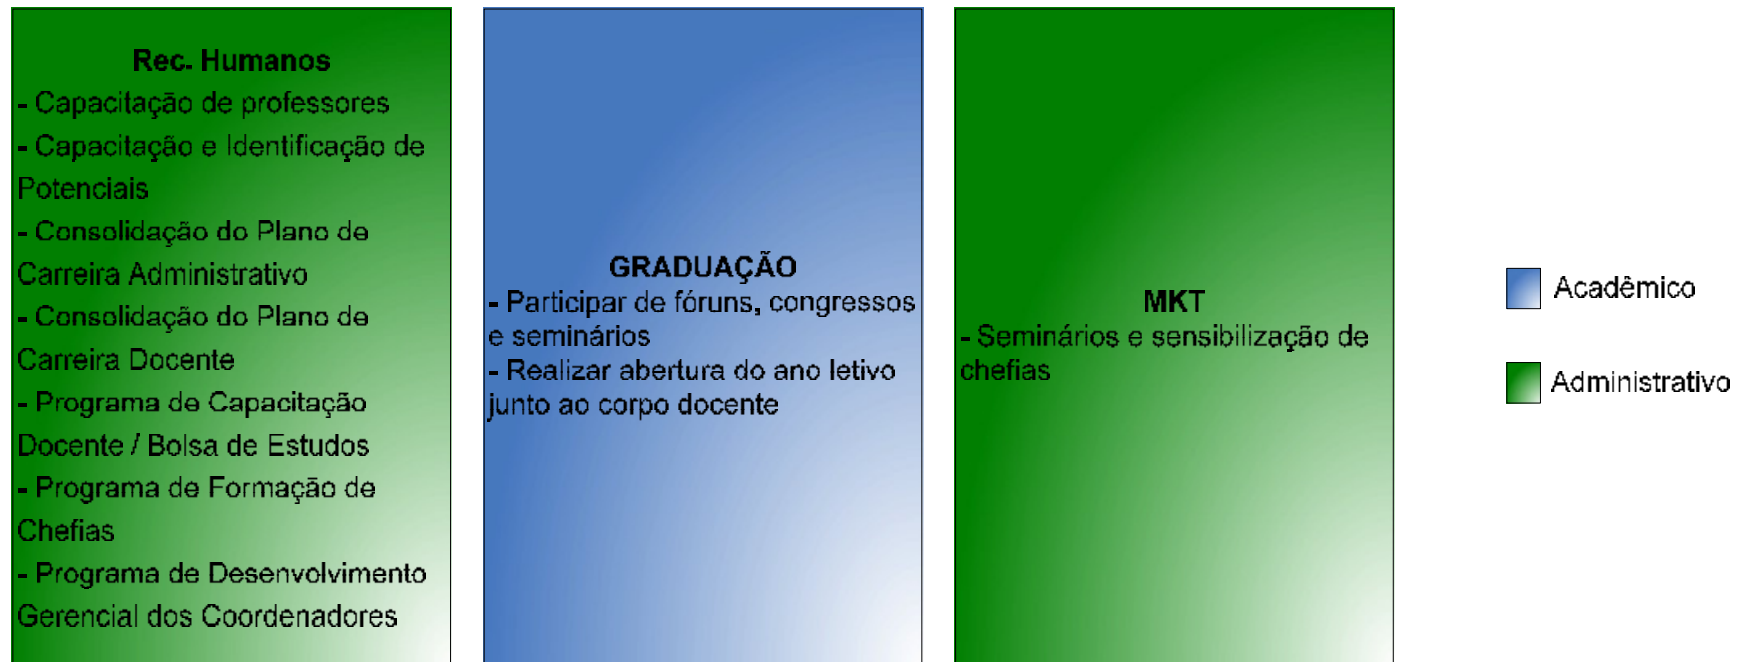 Rec. Humanos
- Capacitação de professores
- Capacitação e Identificação de
Potenciais
- Consolidação do Plano de
Carreira Administrativo
- Consolidação do Plano de
Carreira Docente
- Programa de Capacitação
Docente / Bolsa de Estudos
- Programa de Formação de
Chefias
- Programa de Desenvolvimento
Gerencial dos Coordenadores
GRADUAÇÃO
- Participar de fóruns, congressos
e seminários
- Realizar abertura do ano letivo
junto ao corpo docente
MKT
- Seminários e sensibilização de
chefias
Acadêmico
Administrativo